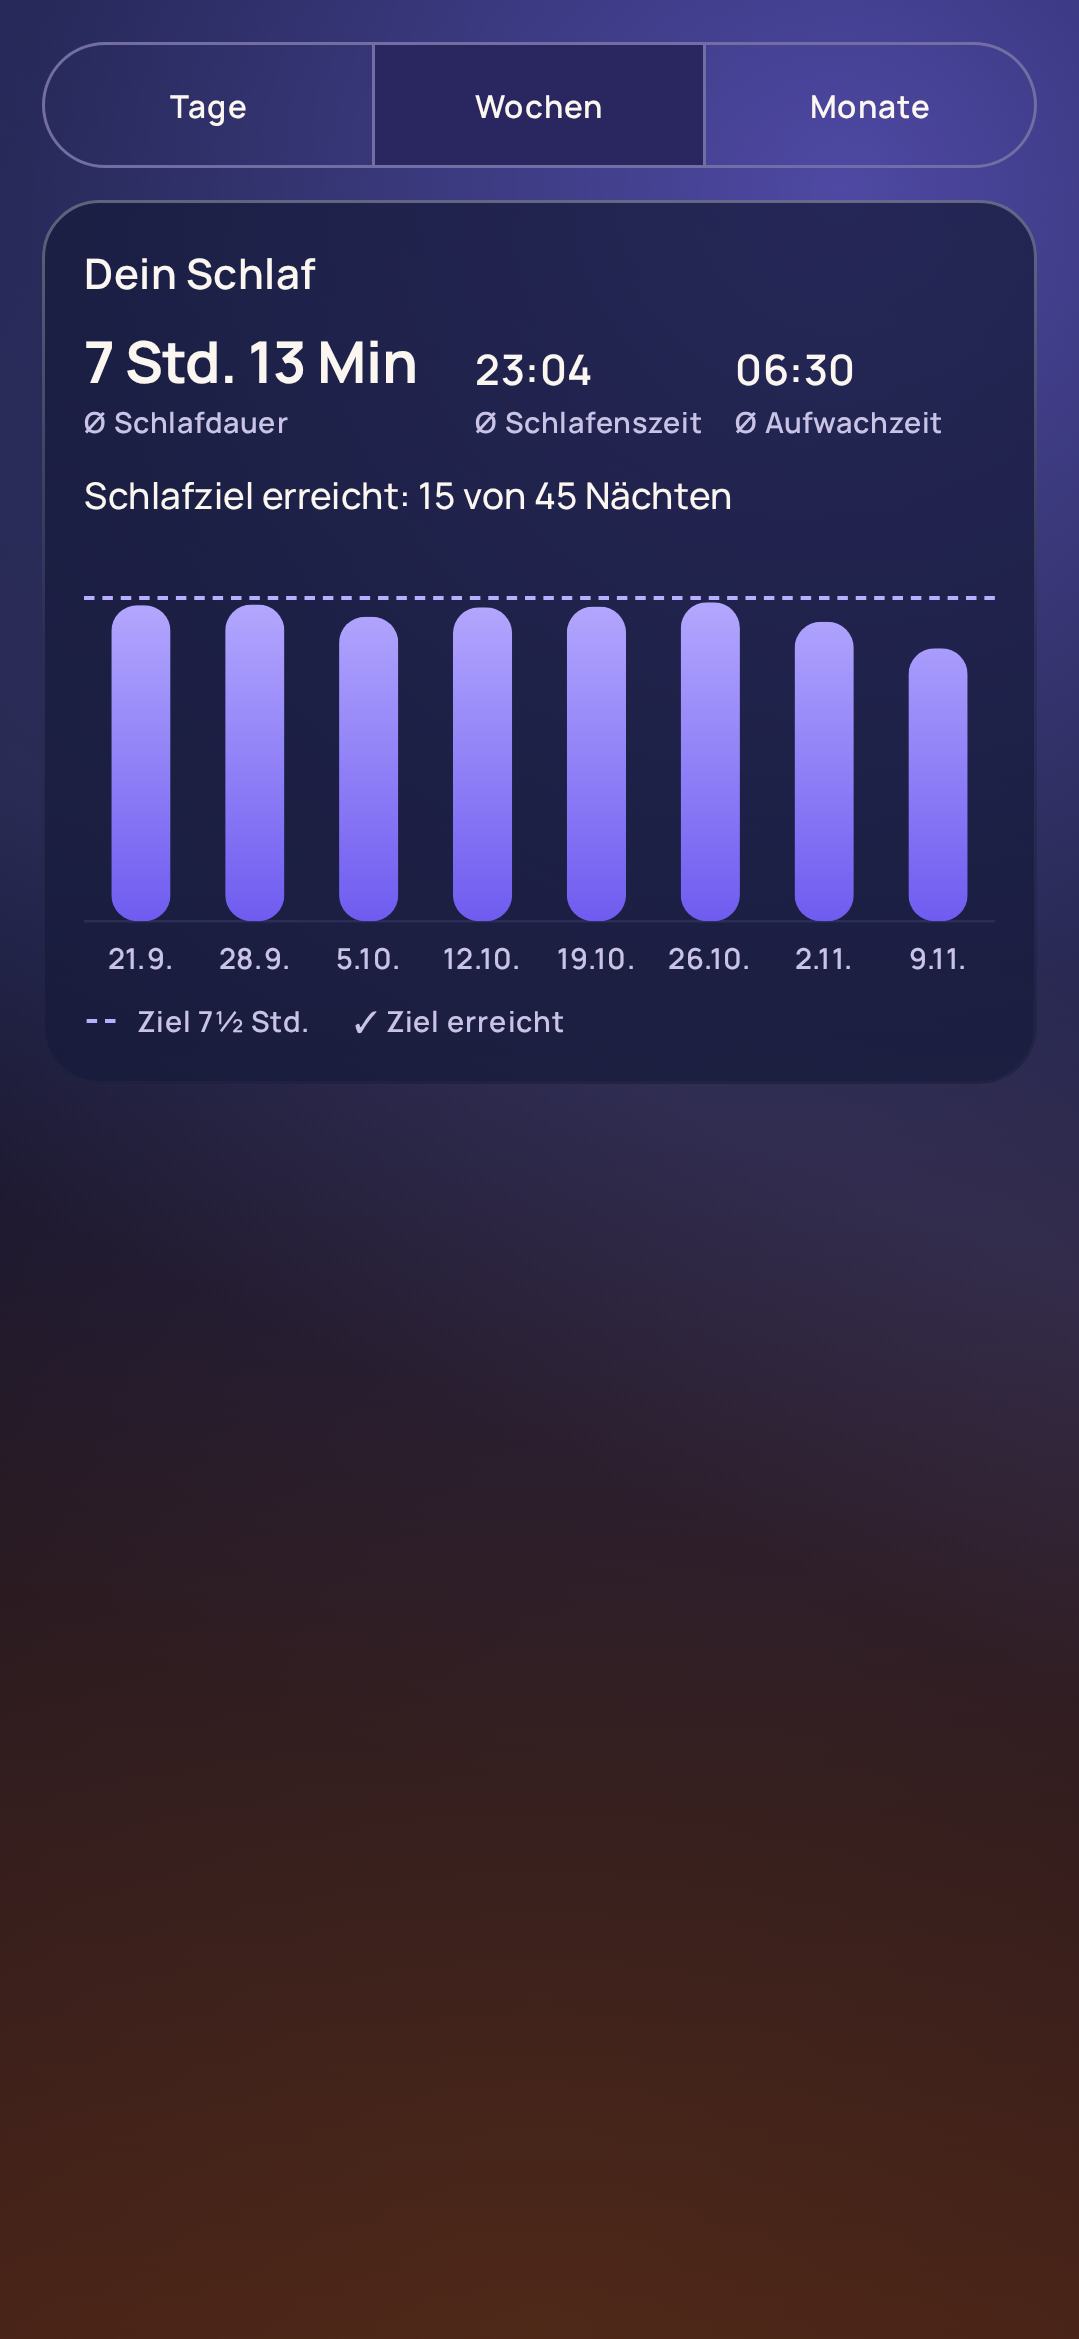 Tage Wochen Monate
Dein Schlaf
7 Std. 13 Min 23:04 06:30
Ø Schlafdauer Ø Schlafenszeit Ø Aufwachzeit
Schlafziel erreicht: 15 von 45 Nächten
21.9. 28.9. 5.10. 12.10. 19.10. 26.10. 2.11. 9.11.
-- Ziel 7½ Std. ✓ Ziel erreicht